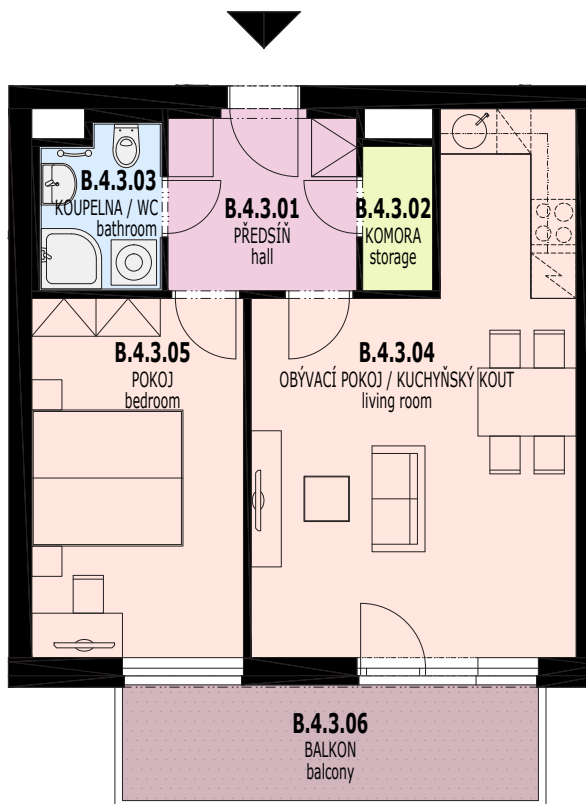 B.4.3.03
KOUPELNA / WC
bathroom
B.4.3.01
PŘEDSÍŇ
hall
B.4.3.02
KOMORA
storage
B.4.3.05
POKOJ
bedroom
B.4.3.04
OBÝVACÍ POKOJ / KUCHYŇSKÝ KOUT
living room
B.4.3.06
BALKON
balcony